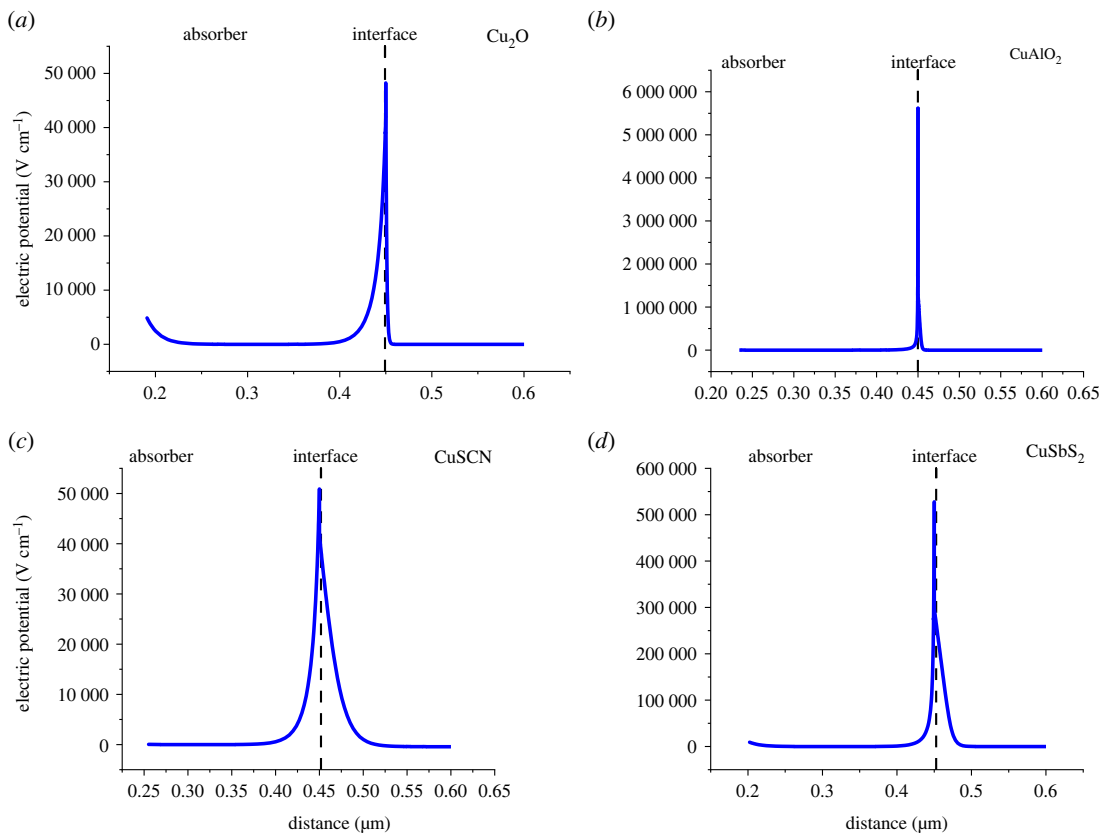 (a)
absorber interface Cu₂O
electric potential (V cm⁻¹)
50 000
40 000
30 000
20 000
10 000
0
0.2 0.3 0.4 0.5 0.6
(b)
absorber interface CuAlO₂
6 000 000
5 000 000
4 000 000
3 000 000
2 000 000
1 000 000
0
0.20 0.25 0.30 0.35 0.40 0.45 0.50 0.55 0.60 0.65
(c)
absorber interface CuSCN
electric potential (V cm⁻¹)
50 000
40 000
30 000
20 000
10 000
0
0.25 0.30 0.35 0.40 0.45 0.50 0.55 0.60 0.65
distance (µm)
(d)
absorber interface CuSbS₂
600 000
500 000
400 000
300 000
200 000
100 000
0
0.2 0.3 0.4 0.5 0.6
distance (µm)